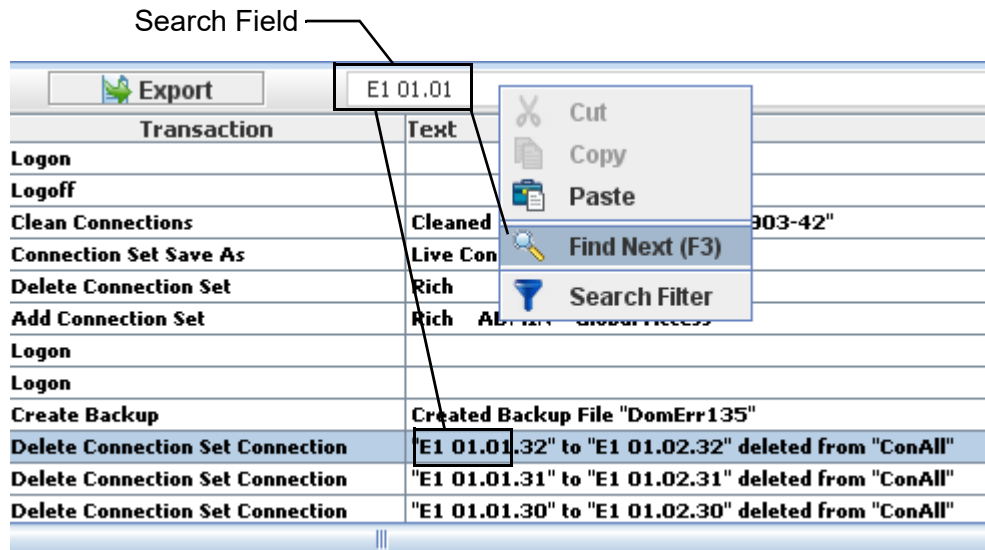 Search Field
Export E1 01.01
Cut
Transaction Text
Copy
Logon
Logoff
Paste
Clean Connections Cleaned 903-42"
Find Next (F3)
Connection Set Save As Live Con
Delete Connection Set Rich
Search Filter
Add Connection Set Rich
Logon
Logon
Create Backup Created Backup File "DomErr135"
Delete Connection Set Connection "E1 01.01.32" to "E1 01.02.32" deleted from "ConAll"
Delete Connection Set Connection "E1 01.01.31" to "E1 01.02.31" deleted from "ConAll"
Delete Connection Set Connection "E1 01.01.30" to "E1 01.02.30" deleted from "ConAll"